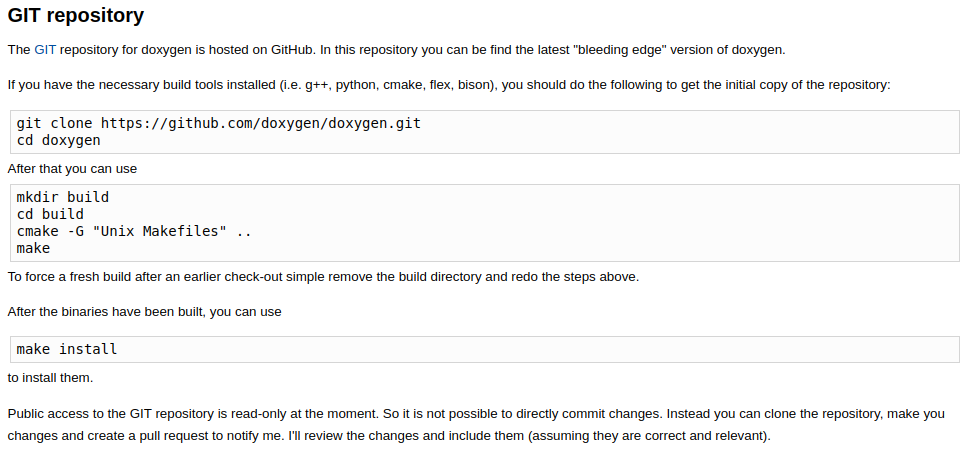 GIT repository
The GIT repository for doxygen is hosted on GitHub. In this repository you can be find the latest "bleeding edge" version of doxygen.
If you have the necessary build tools installed (i.e. g++, python, cmake, flex, bison), you should do the following to get the initial copy of the repository:
git clone https://github.com/doxygen/doxygen.git
cd doxygen
After that you can use
mkdir build
cd build
cmake -G "Unix Makefiles" ..
make
To force a fresh build after an earlier check-out simple remove the build directory and redo the steps above.
After the binaries have been built, you can use
make install
to install them.
Public access to the GIT repository is read-only at the moment. So it is not possible to directly commit changes. Instead you can clone the repository, make you
changes and create a pull request to notify me. I'll review the changes and include them (assuming they are correct and relevant).